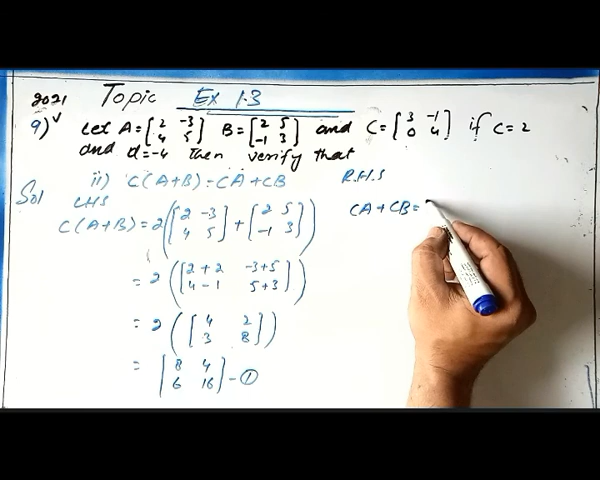 2021 Topic Ex 1.3
9) Let A = [2 -3 4 5] B = [2 5 -1 3] and C = [3 -1 0 4] if c = 2
and d = -4 then verify that
ii) C(A+B) = CA + CB R.H.S
Sol LHS
C(A+B) = 2([2 -3 4 5] + [2 5 -1 3]) CA + CB =
= 2([2+2 -3+5 4-1 5+3])
= 2([4 2 3 8])
= [8 4 6 16] - ①